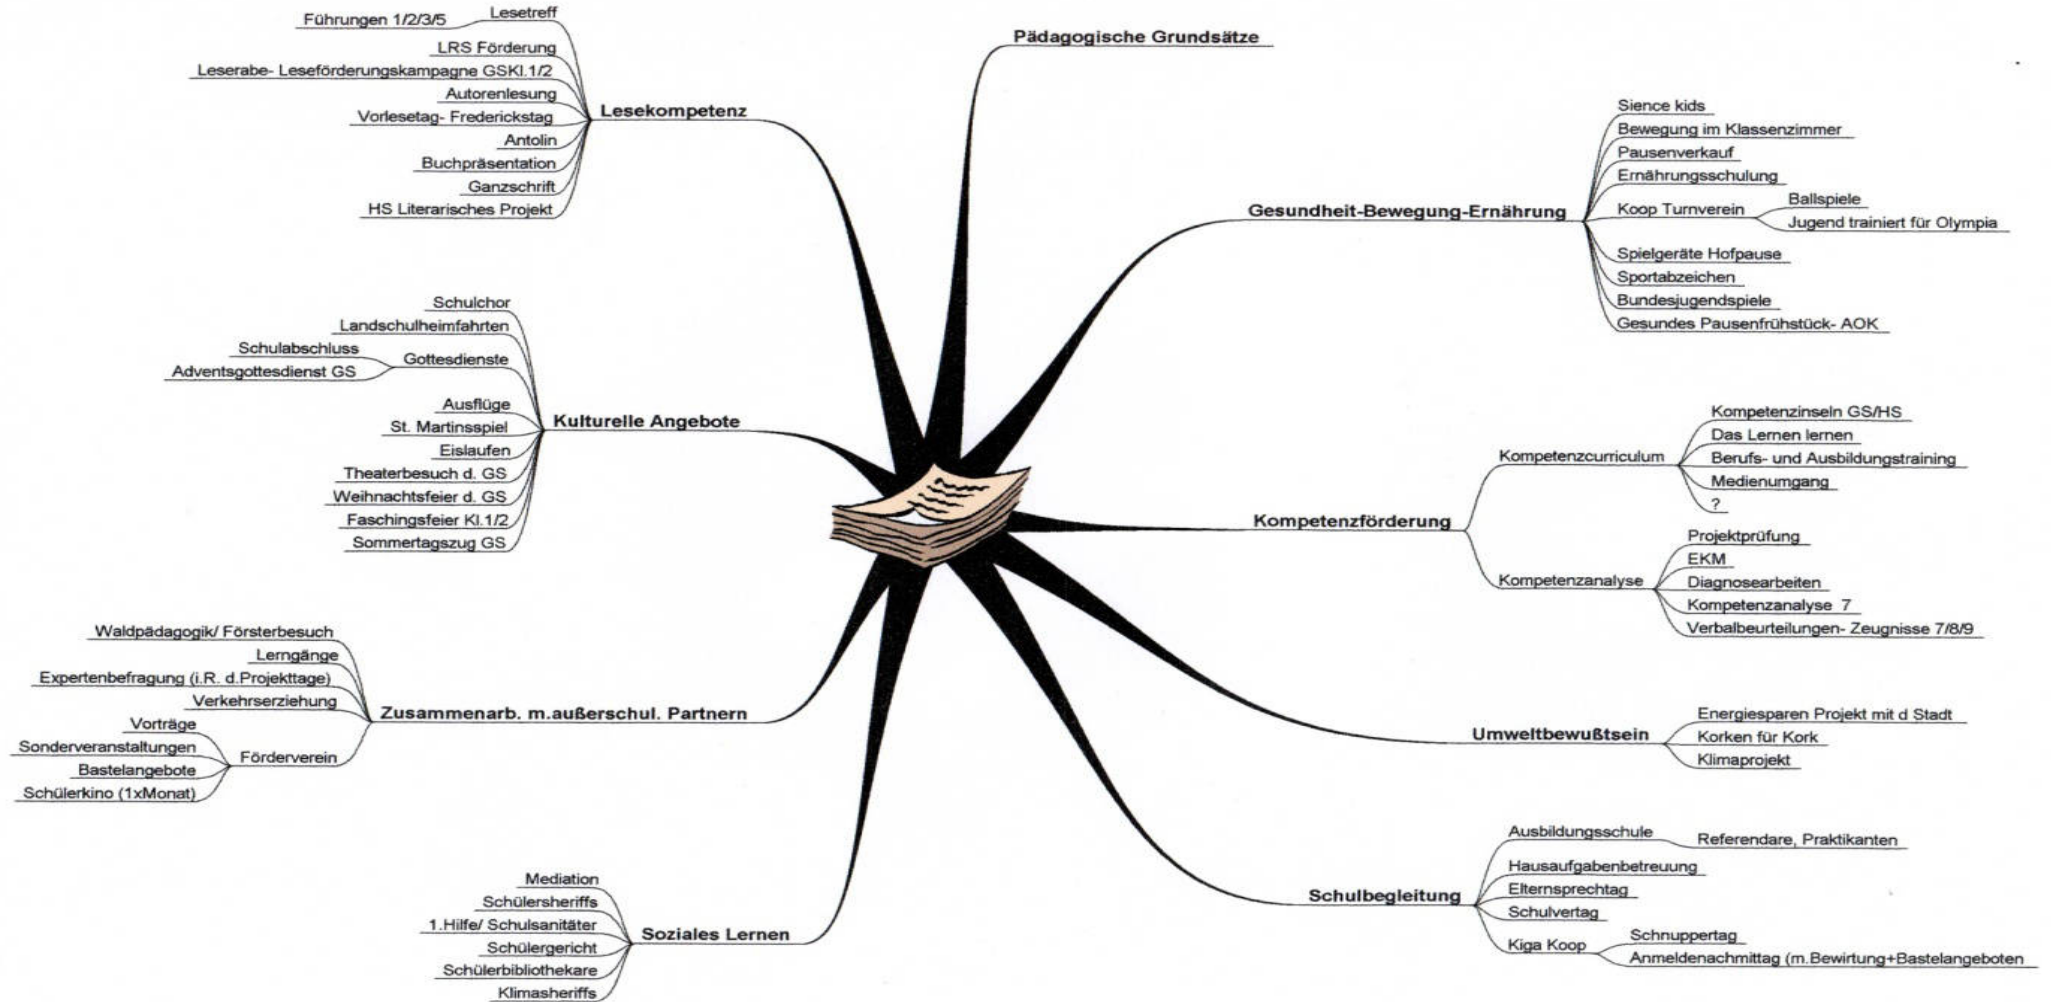 Pädagogische Grundsätze
Gesundheit-Bewegung-Ernährung
Sience kids
Bewegung im Klassenzimmer
Pausenverkauf
Ernährungsschulung
Koop Turnverein
Ballspiele
Jugend trainiert für Olympia
Spielgeräte Hofpause
Sportabzeichen
Bundesjugendspiele
Gesundes Pausenfrühstück- AOK
Kompetenzförderung
Kompetenzcurriculum
Kompetenzinseln GS/HS
Das Lernen lernen
Berufs- und Ausbildungstraining
Medienumgang
?
Kompetenzanalyse
Projektprüfung
EKM
Diagnosearbeiten
Kompetenzanalyse 7
Verbalbeurteilungen- Zeugnisse 7/8/9
Umweltbewußtsein
Energiesparen Projekt mit d Stadt
Korken für Kork
Klimaprojekt
Schulbegleitung
Ausbildungsschule
Referendare, Praktikanten
Hausaufgabenbetreuung
Elternsprechtag
Schulvertag
Kiga Koop
Schnuppertag
Anmeldenachmittag (m.Bewirtung+Bastelangeboten
Lesekompetenz
Lesetreff
Führungen 1/2/3/5
LRS Förderung
Leserabe- Leseförderungskampagne GSKl.1/2
Autorenlesung
Vorlesetag- Frederickstag
Antolin
Buchpräsentation
Ganzschrift
HS Literarisches Projekt
Kulturelle Angebote
Schulchor
Landschulheimfahrten
Gottesdienste
Schulabschluss
Adventsgottesdienst GS
Ausflüge
St. Martinsspiel
Eislaufen
Theaterbesuch d. GS
Weihnachtsfeier d. GS
Faschingsfeier Kl.1/2
Sommertagszug GS
Zusammenarb. m.außerschul. Partnern
Waldpädagogik/ Försterbesuch
Lerngänge
Expertenbefragung (i.R. d.Projekttage)
Verkehrserziehung
Förderverein
Vorträge
Sonderveranstaltungen
Bastelangebote
Schülerkino (1xMonat)
Soziales Lernen
Mediation
Schülersheriffs
1.Hilfe/ Schulsanitäter
Schülergericht
Schülerbibliothekare
Klimasheriffs